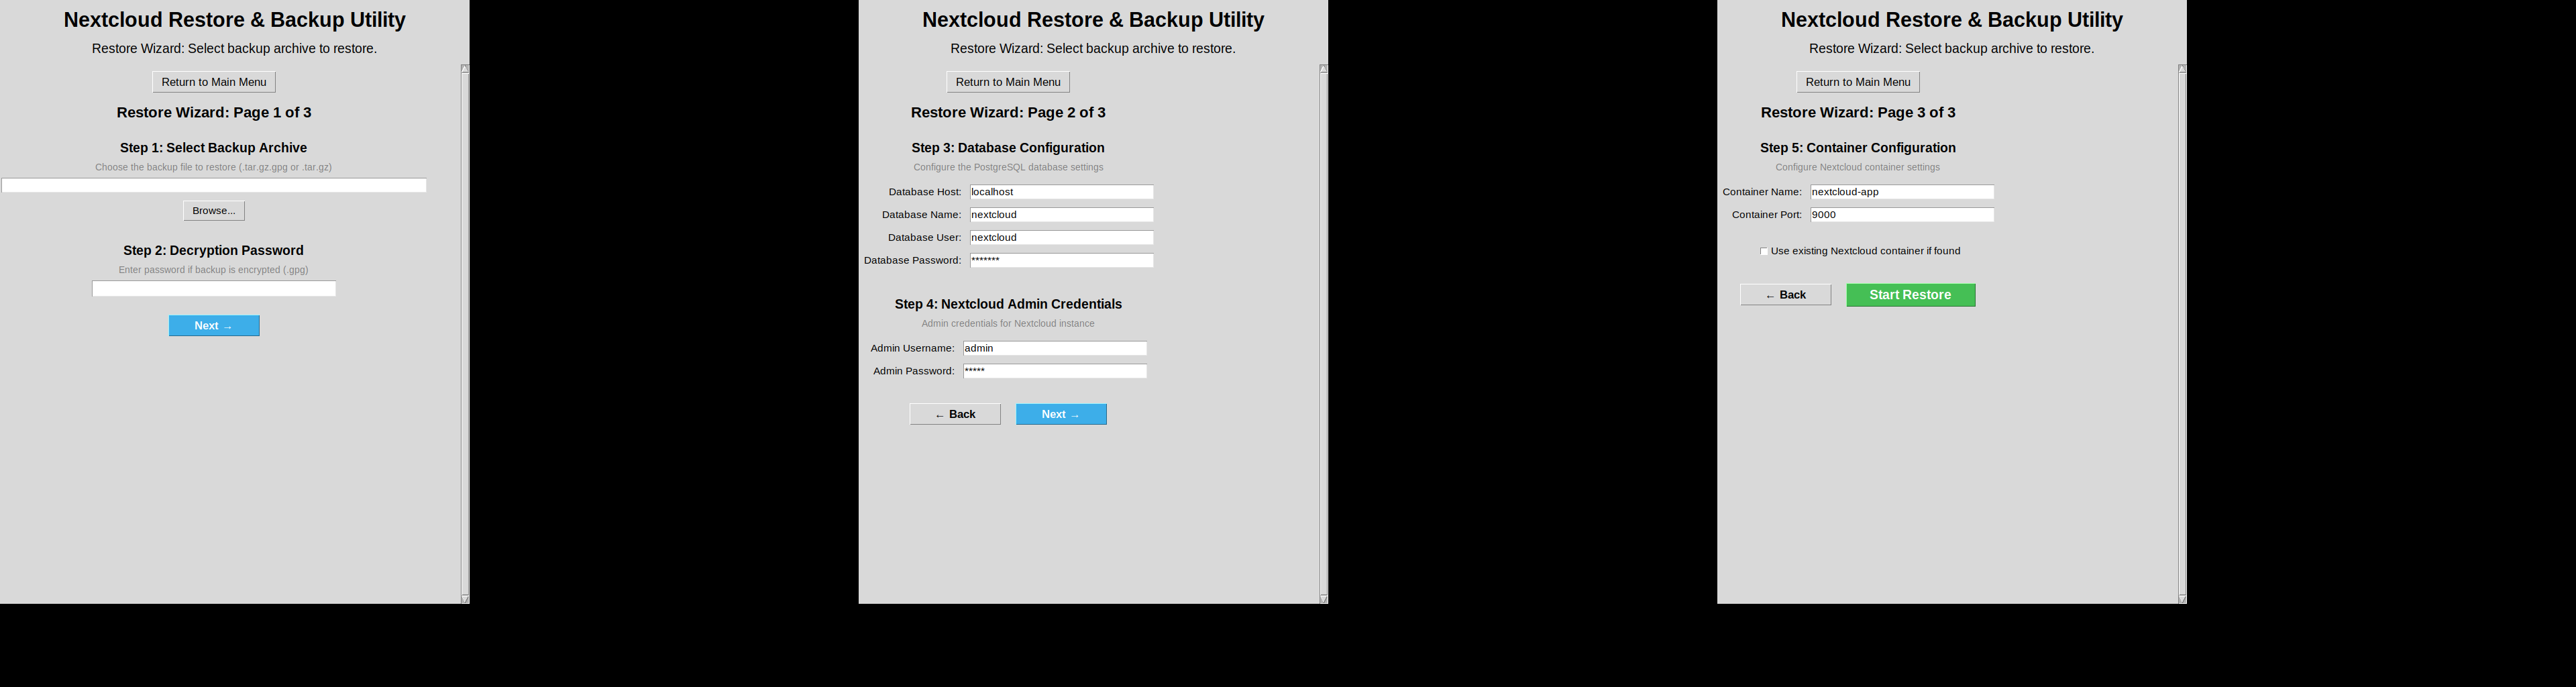 Nextcloud Restore & Backup Utility
Restore Wizard: Select backup archive to restore.
Return to Main Menu
Restore Wizard: Page 1 of 3
Step 1: Select Backup Archive
Choose the backup file to restore (.tar.gz.gpg or .tar.gz)
Browse...
Step 2: Decryption Password
Enter password if backup is encrypted (.gpg)
Next →
Nextcloud Restore & Backup Utility
Restore Wizard: Select backup archive to restore.
Return to Main Menu
Restore Wizard: Page 2 of 3
Step 3: Database Configuration
Configure the PostgreSQL database settings
Database Host: localhost
Database Name: nextcloud
Database User: nextcloud
Database Password: *******
Step 4: Nextcloud Admin Credentials
Admin credentials for Nextcloud instance
Admin Username: admin
Admin Password: *****
← Back Next →
Nextcloud Restore & Backup Utility
Restore Wizard: Select backup archive to restore.
Return to Main Menu
Restore Wizard: Page 3 of 3
Step 5: Container Configuration
Configure Nextcloud container settings
Container Name: nextcloud-app
Container Port: 9000
Use existing Nextcloud container if found
← Back Start Restore